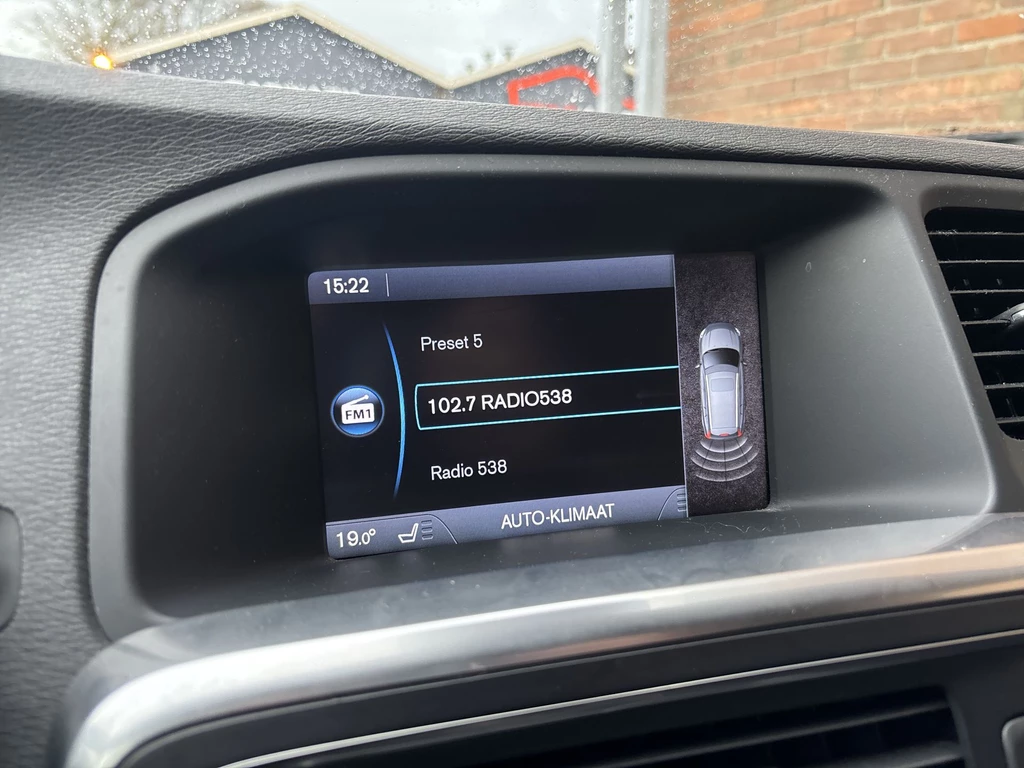 15:22
Preset 5
FM1
102.7 RADIO538
Radio 538
19.0°
AUTO-KLIMAAT